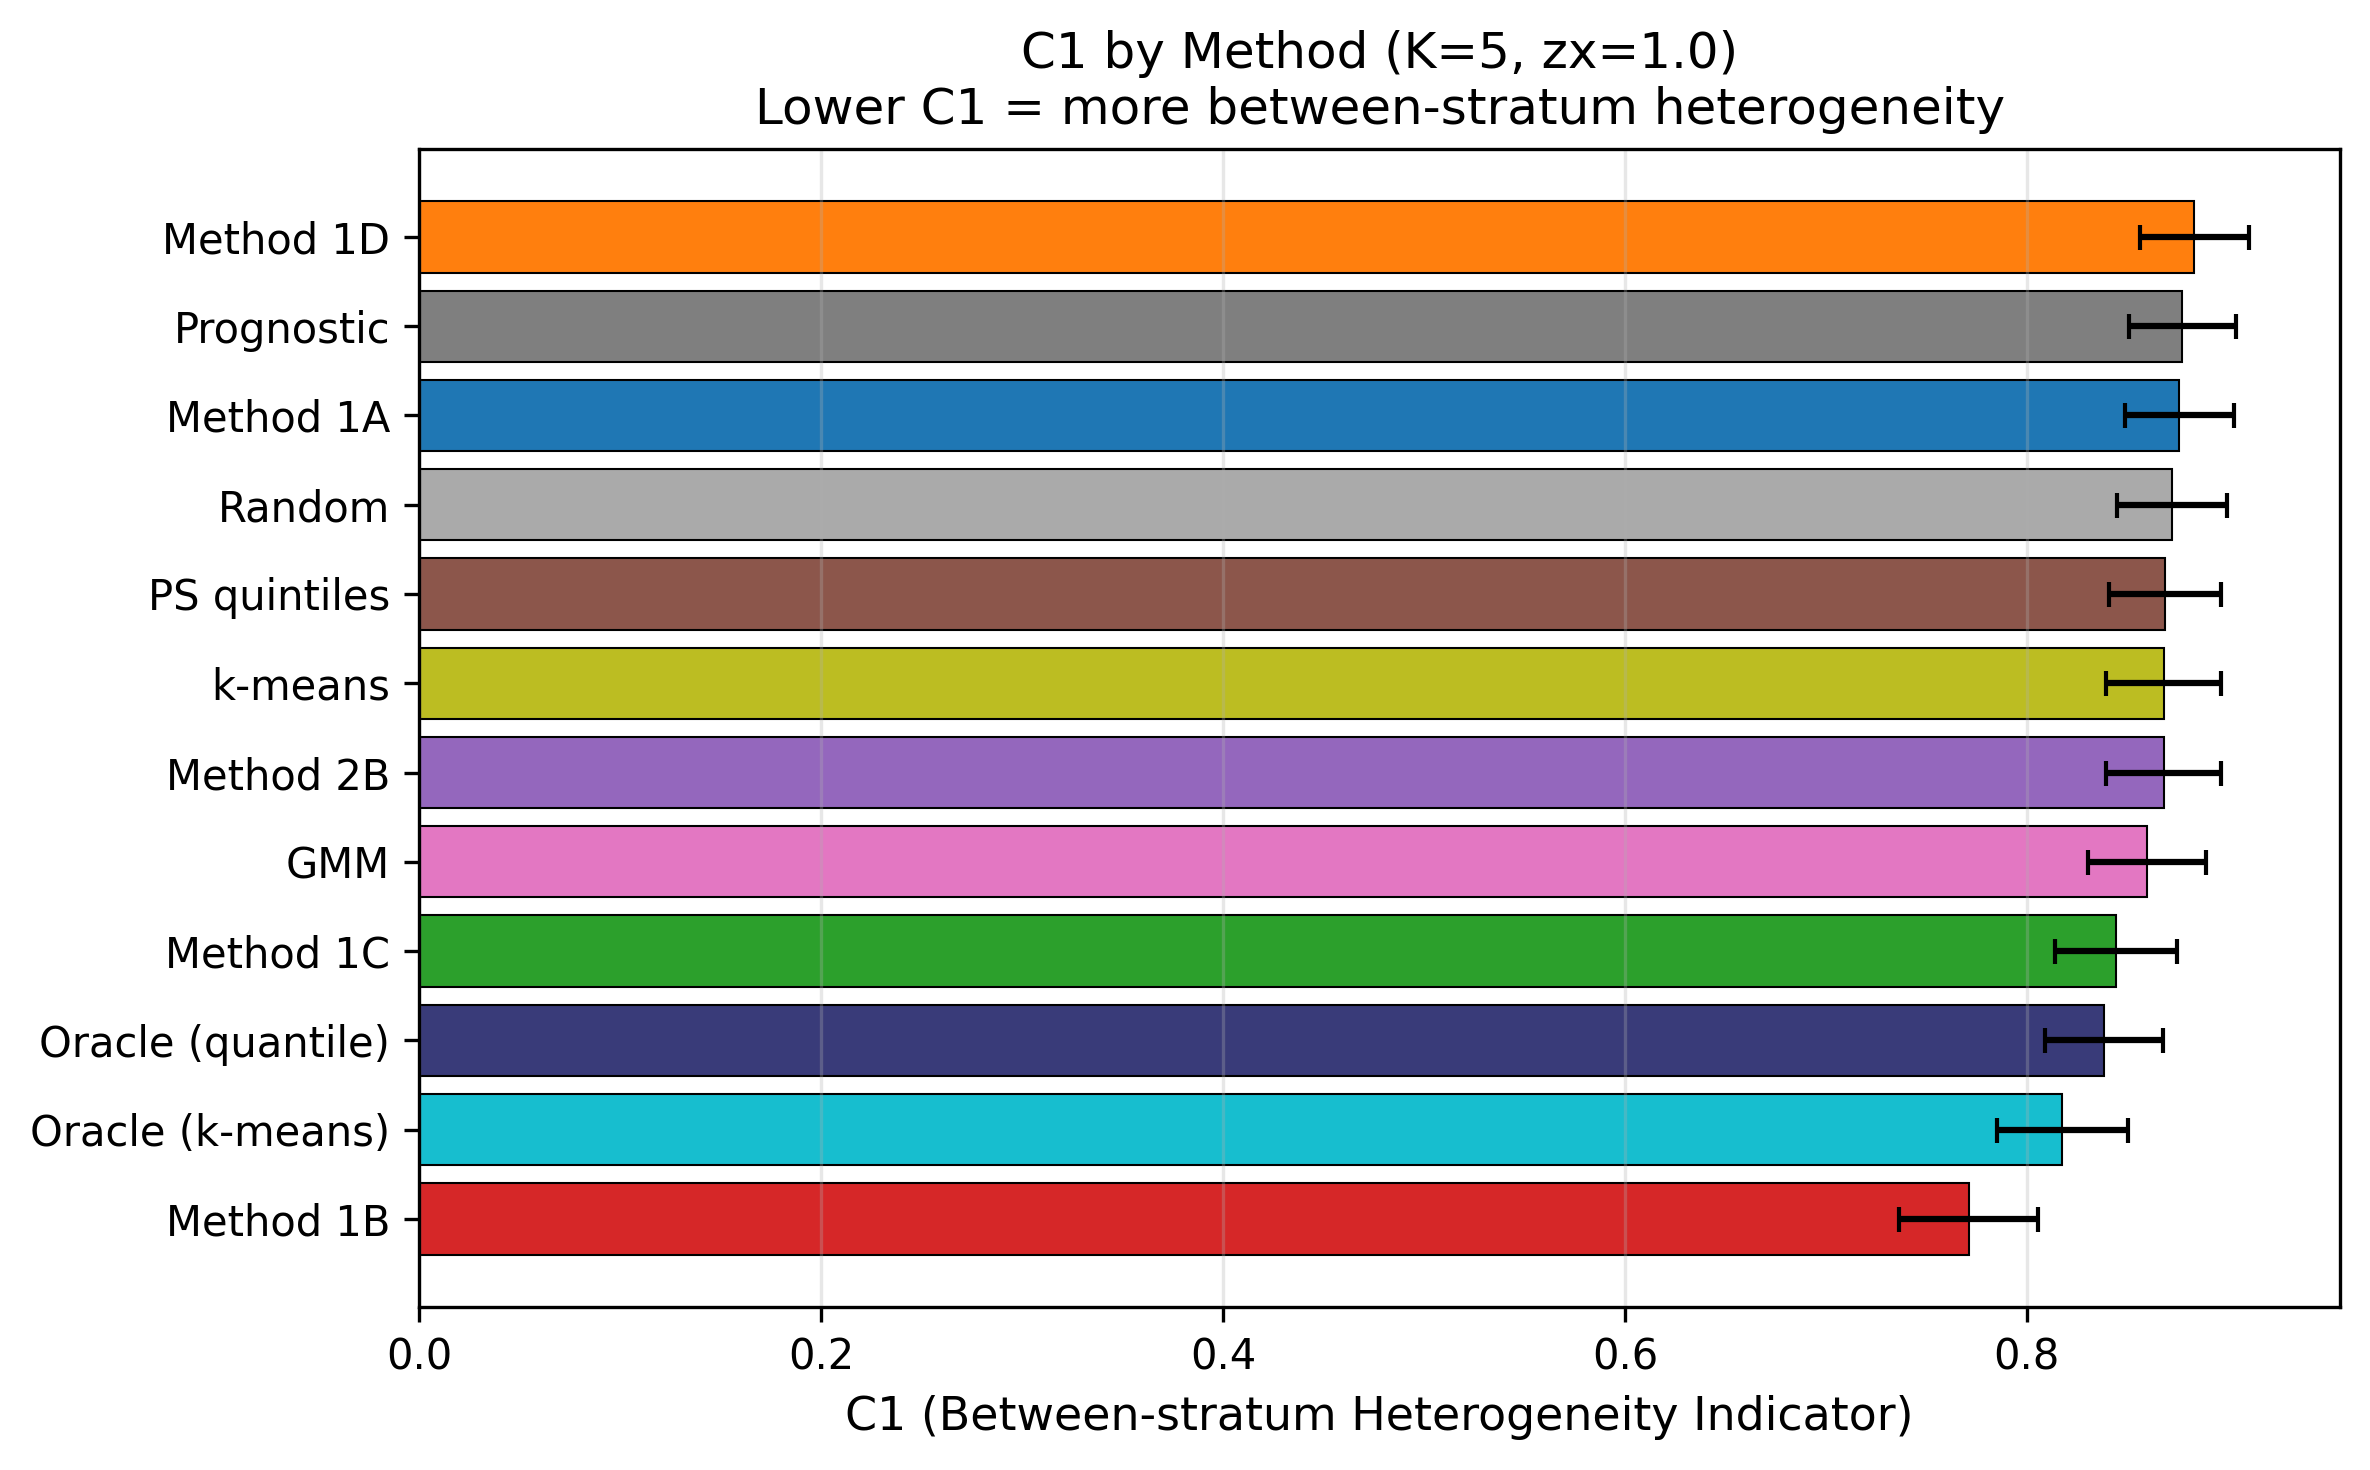 C1 by Method (K=5, zx=1.0)
Lower C1 = more between-stratum heterogeneity
Method 1D
Prognostic
Method 1A
Random
PS quintiles
k-means
Method 2B
GMM
Method 1C
Oracle (quantile)
Oracle (k-means)
Method 1B
0.0 0.2 0.4 0.6 0.8
C1 (Between-stratum Heterogeneity Indicator)